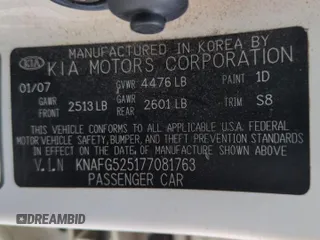 MANUFACTURED IN KOREA BY
KIA KIA MOTORS CORPORATION
01/07 GVWR 4476 LB PAINT 1D
GAWR FRONT 2513 LB GAWR REAR 2601 LB TRIM S8
THIS VEHICLE CONFORMS TO ALL APPLICABLE FEDERAL
MOTOR VEHICLE SAFETY, BUMPER, AND THEFT PREVENTION STANDARDS
IN EFFECT ON THE DATE OF MANUFACTURE SHOWN ABOVE.
V.I.N KNAFG525177081763
PASSENGER CAR
DREAMBID